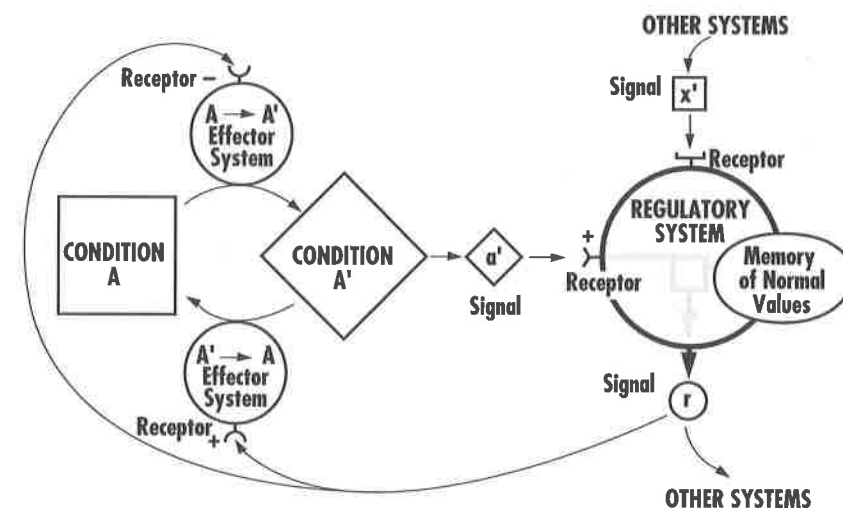 OTHER SYSTEMS
Receptor –
Signal
x'
A → A'
Effector
System
Receptor
REGULATORY
SYSTEM
CONDITION
A
CONDITION
A'
a'
+
Receptor
Memory
of Normal
Values
Signal
A' → A
Effector
System
Signal
r
Receptor +
OTHER SYSTEMS